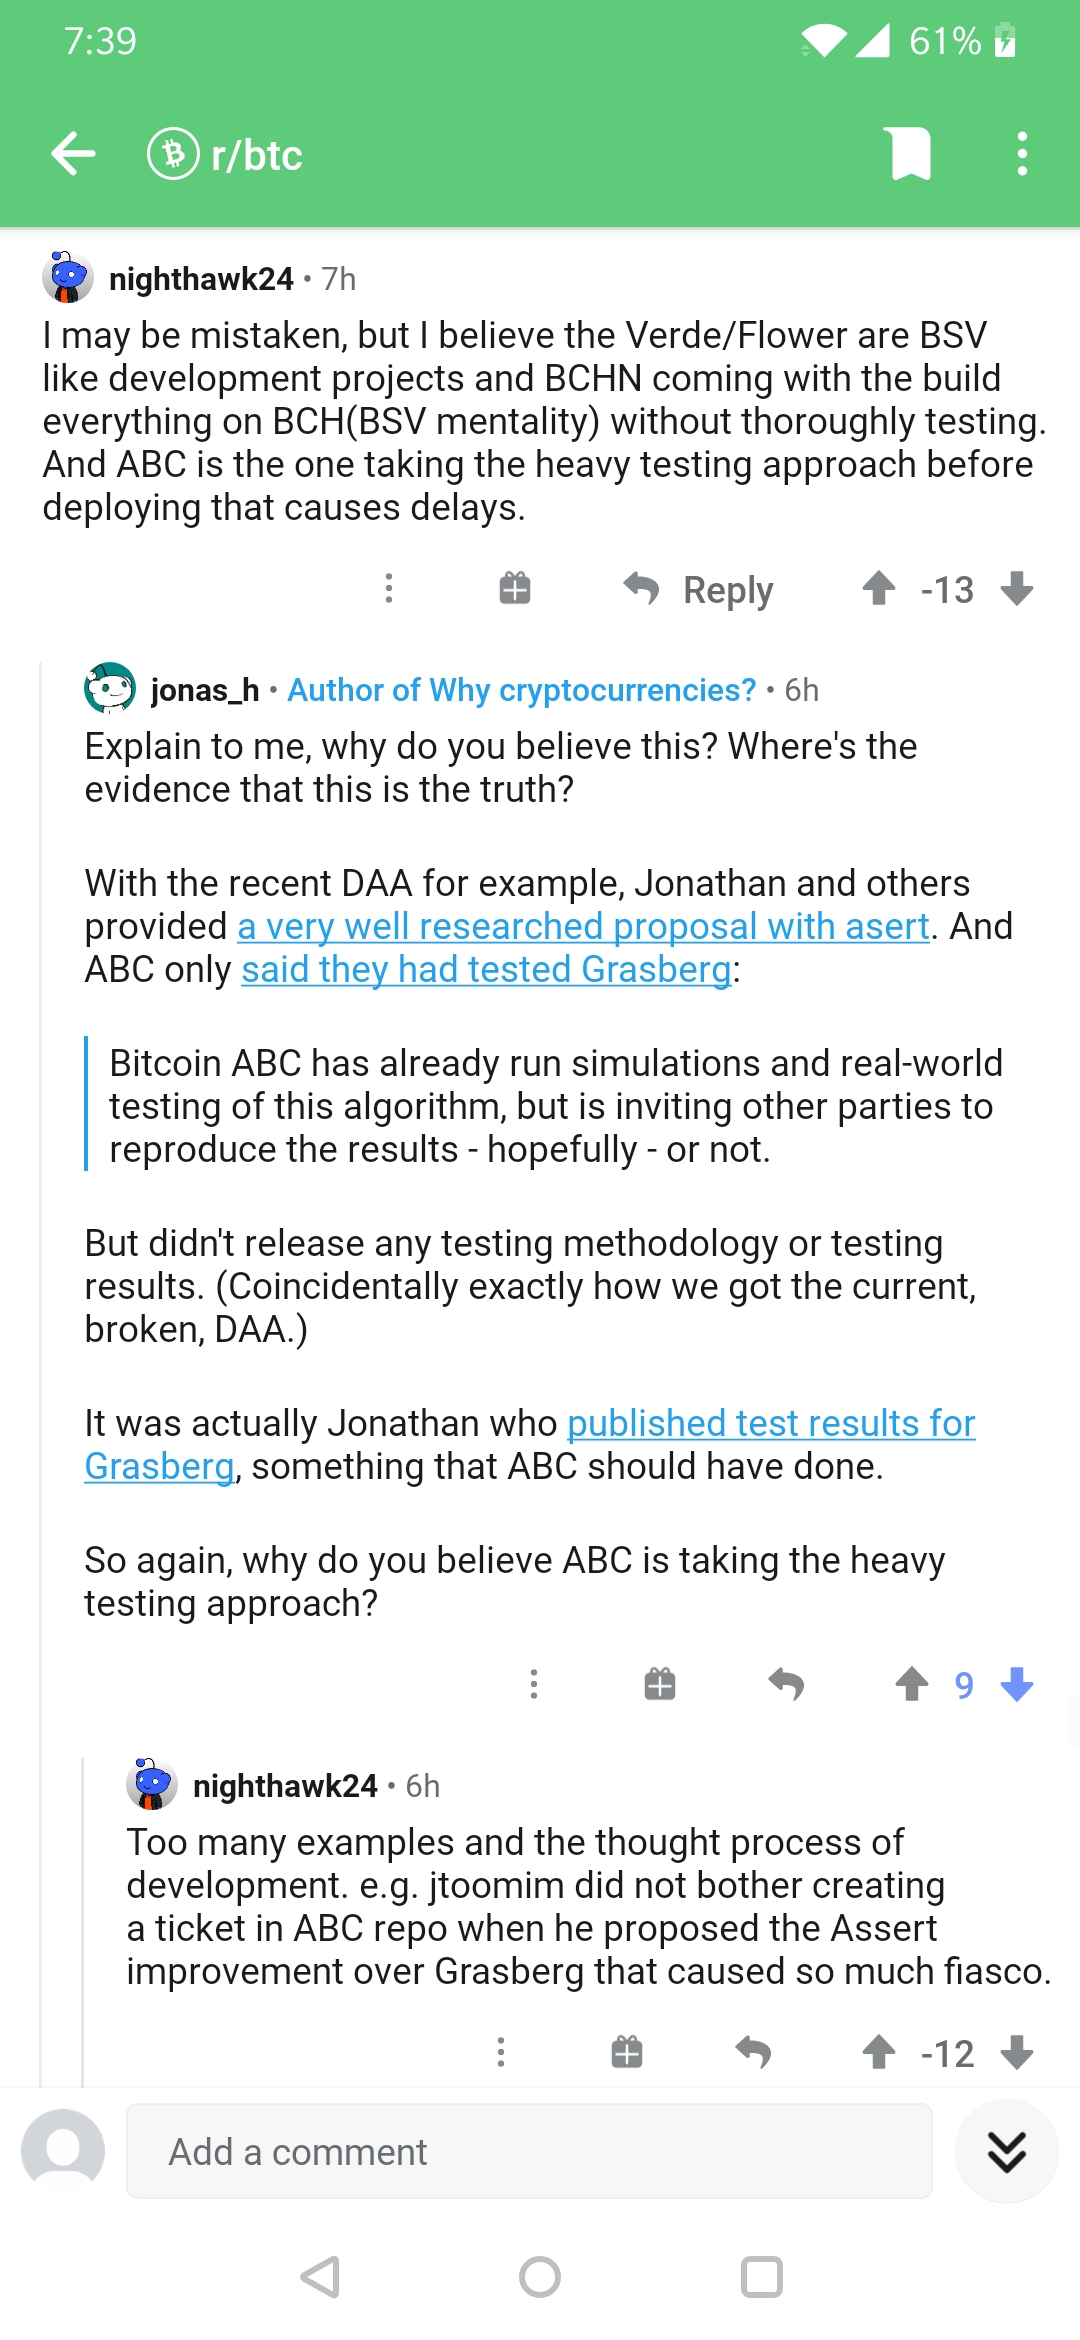 7:39
61%
r/btc
nighthawk24 • 7h
I may be mistaken, but I believe the Verde/Flower are BSV
like development projects and BCHN coming with the build
everything on BCH(BSV mentality) without thoroughly testing.
And ABC is the one taking the heavy testing approach before
deploying that causes delays.
Reply
-13
jonas_h • Author of Why cryptocurrencies? • 6h
Explain to me, why do you believe this? Where's the
evidence that this is the truth?
With the recent DAA for example, Jonathan and others
provided a very well researched proposal with asert. And
ABC only said they had tested Grasberg:
Bitcoin ABC has already run simulations and real-world
testing of this algorithm, but is inviting other parties to
reproduce the results - hopefully - or not.
But didn't release any testing methodology or testing
results. (Coincidentally exactly how we got the current,
broken, DAA.)
It was actually Jonathan who published test results for
Grasberg, something that ABC should have done.
So again, why do you believe ABC is taking the heavy
testing approach?
9
nighthawk24 • 6h
Too many examples and the thought process of
development. e.g. jtoomim did not bother creating
a ticket in ABC repo when he proposed the Assert
improvement over Grasberg that caused so much fiasco.
-12
Add a comment